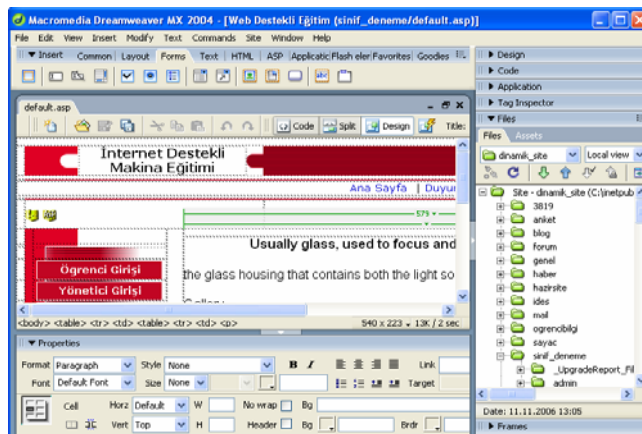 Macromedia Dreamweaver MX 2004 - [Web Destekli Eğitim (sinif_deneme/default.asp)]
File Edit View Insert Modify Text Commands Site Window Help
Insert Common Layout Forms Text HTML ASP Applicatic Flash eler Favorites Goodies
default.asp
Code Split Design Title:
İnternet Destekli
Makina Eğitimi
Ana Sayfa | Duyur
579
Usually glass, used to focus and
Öğrenci Girişi
the glass housing that contains both the light so
Yönetici Girişi
Gallery
<body> <table> <tr> <td> <table> <tr> <td> <p> 540 x 223 13K / 2 sec
Properties
Format Paragraph Style None B I Link
Font Default Font Size None Target
Cell Horz Default W No wrap Bg
Vert Top H Header Bg Brdr
Design
Code
Application
Tag Inspector
Files
Files Assets
dinamik_site Local view
Site - dinamik_site (C:\inetpub
3819
anket
blog
forum
genel
haber
hazirsite
ides
mail
ogrencibilgi
sayac
sinif_deneme
_UpgradeReport_Fil
admin
Date: 11.11.2006 13:05
Frames